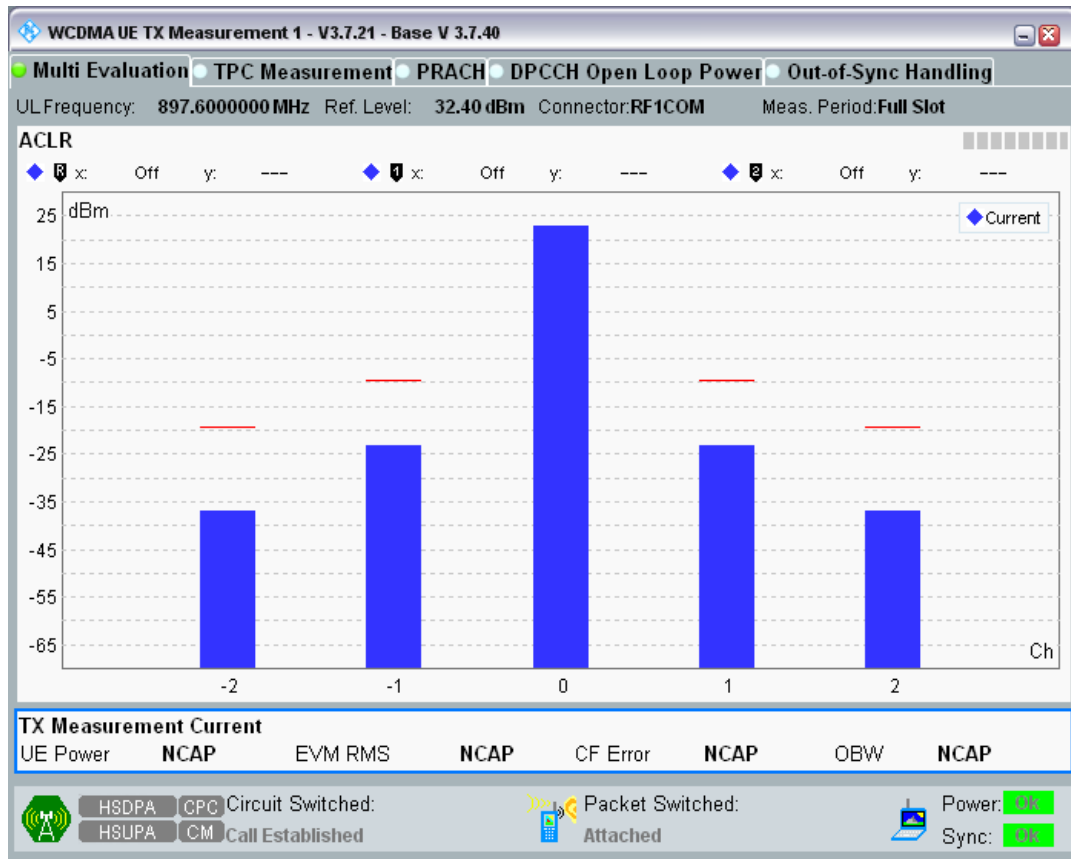 WCDMA UE TX Measurement 1 - V3.7.21 - Base V 3.7.40
Multi Evaluation TPC Measurement PRACH DPCCH Open Loop Power Out-of-Sync Handling
UL Frequency: 897.6000000 MHz Ref. Level: 32.40 dBm Connector:RF1COM Meas. Period:Full Slot
ACLR
R x: Off y: --- 1 x: Off y: --- 2 x: Off y: ---
dBm
Current
25
15
5
-5
-15
-25
-35
-45
-55
-65
Ch
-2 -1 0 1 2
TX Measurement Current
UE Power NCAP EVM RMS NCAP CF Error NCAP OBW NCAP
HSDPA CPC Circuit Switched: Packet Switched: Power: Ok
HSUPA CM Call Established Attached Sync: Ok